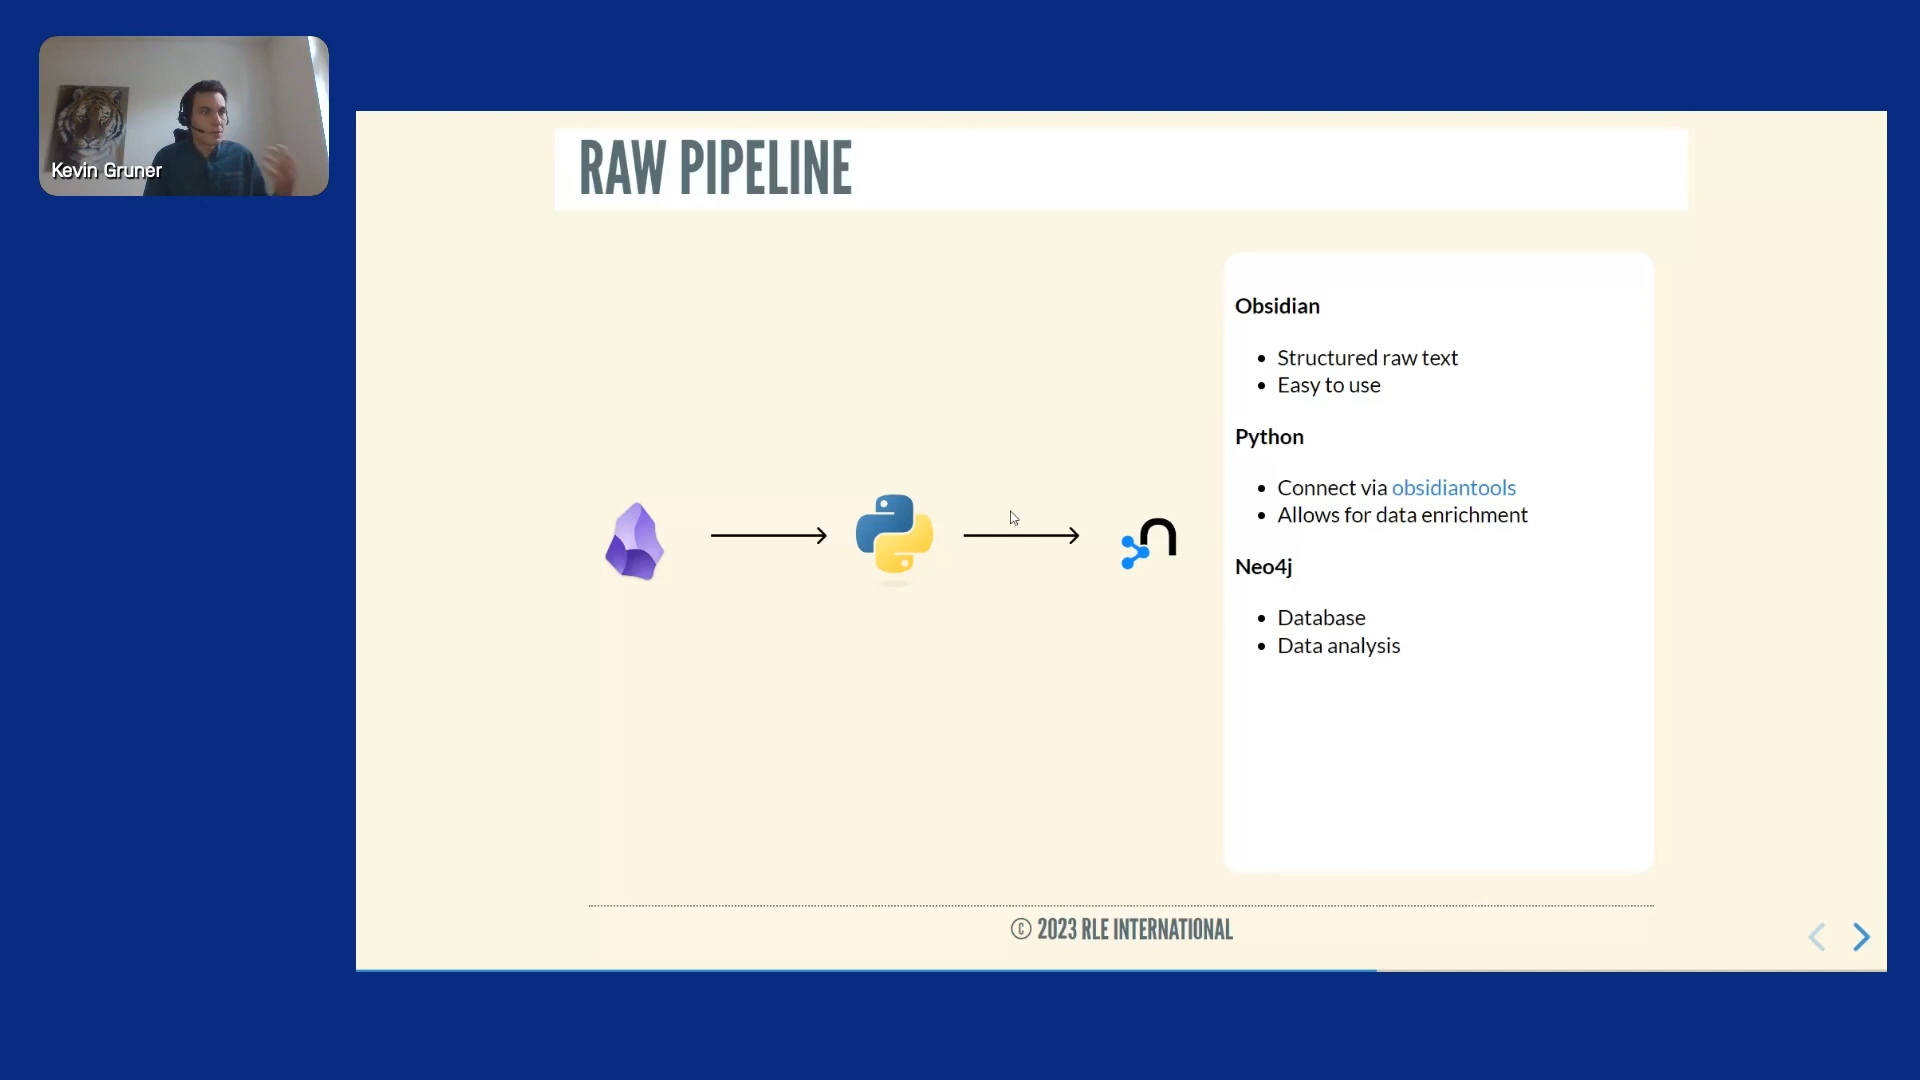 Kevin Gruner
RAW PIPELINE
Obsidian
Structured raw text
Easy to use
Python
Connect via obsidiantools
Allows for data enrichment
Neo4j
Database
Data analysis
© 2023 RLE INTERNATIONAL